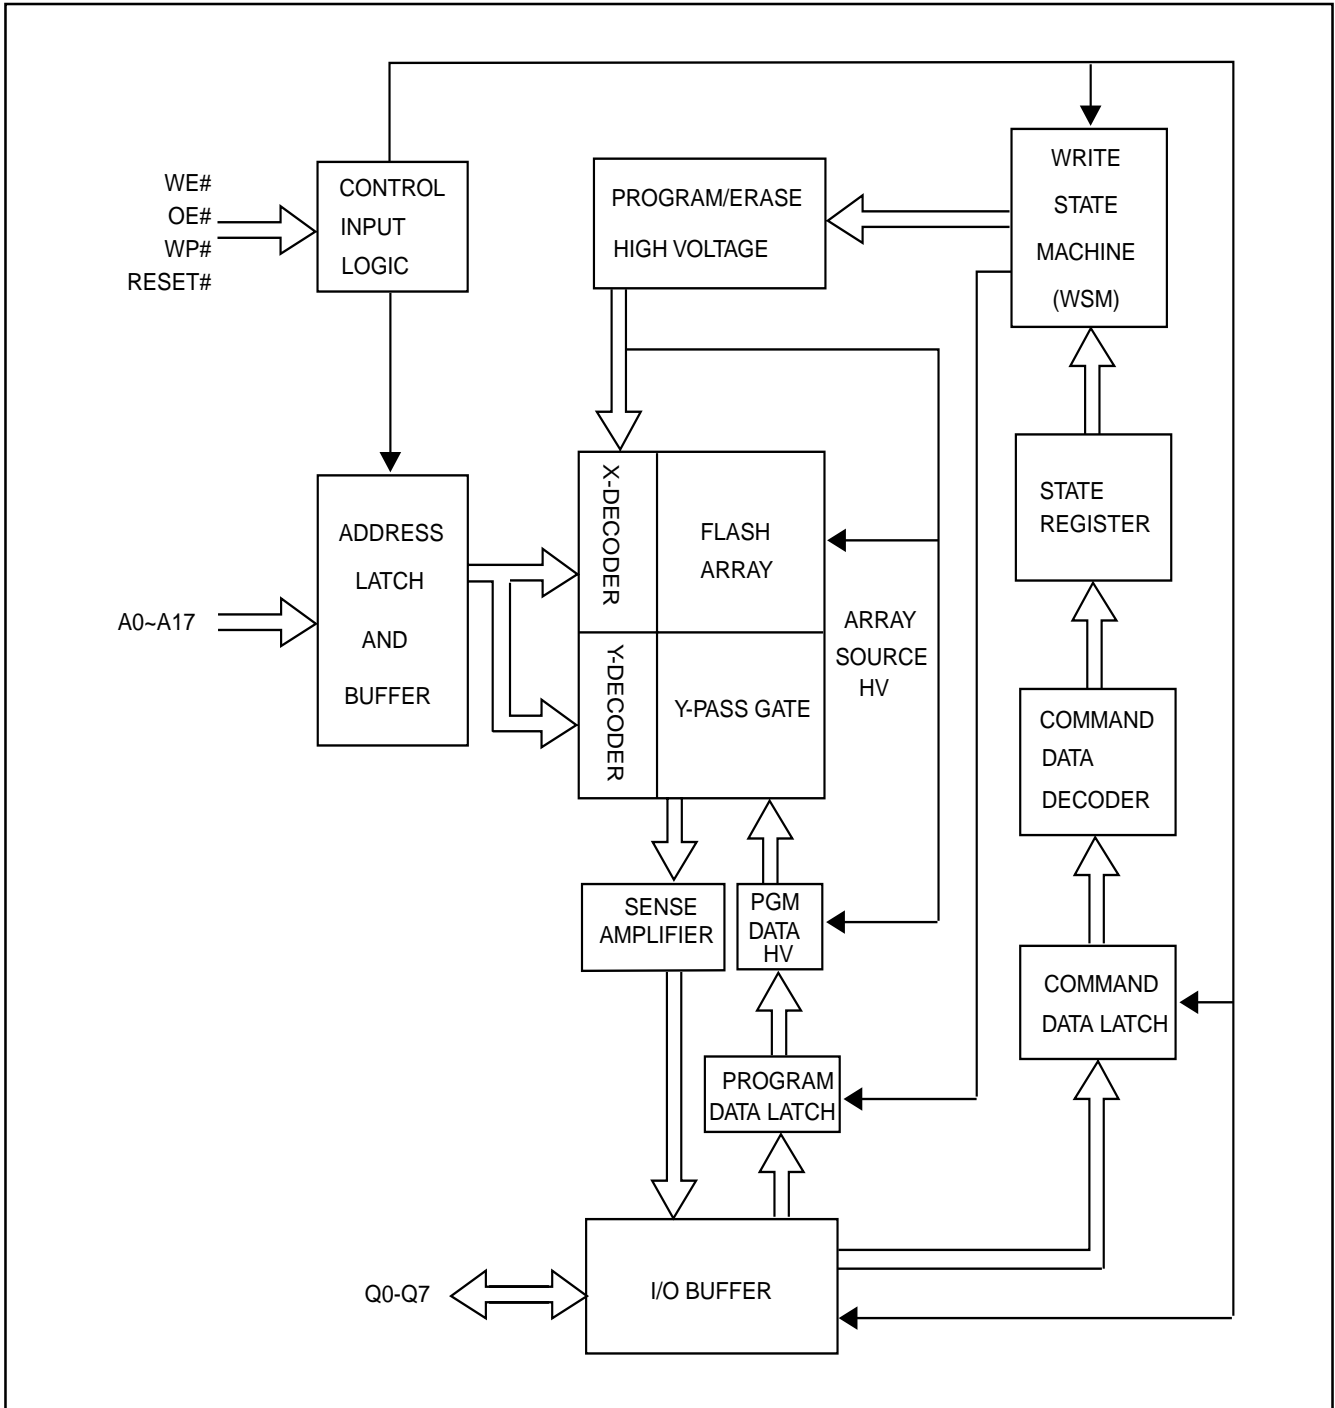 WE#
OE#
WP#
RESET#
CONTROL
INPUT
LOGIC
PROGRAM/ERASE
HIGH VOLTAGE
WRITE
STATE
MACHINE
(WSM)
A0~A17
ADDRESS
LATCH
AND
BUFFER
X-DECODER
FLASH
ARRAY
Y-DECODER
Y-PASS GATE
ARRAY
SOURCE
HV
STATE
REGISTER
COMMAND
DATA
DECODER
SENSE
AMPLIFIER
PGM
DATA
HV
COMMAND
DATA LATCH
PROGRAM
DATA LATCH
Q0-Q7
I/O BUFFER